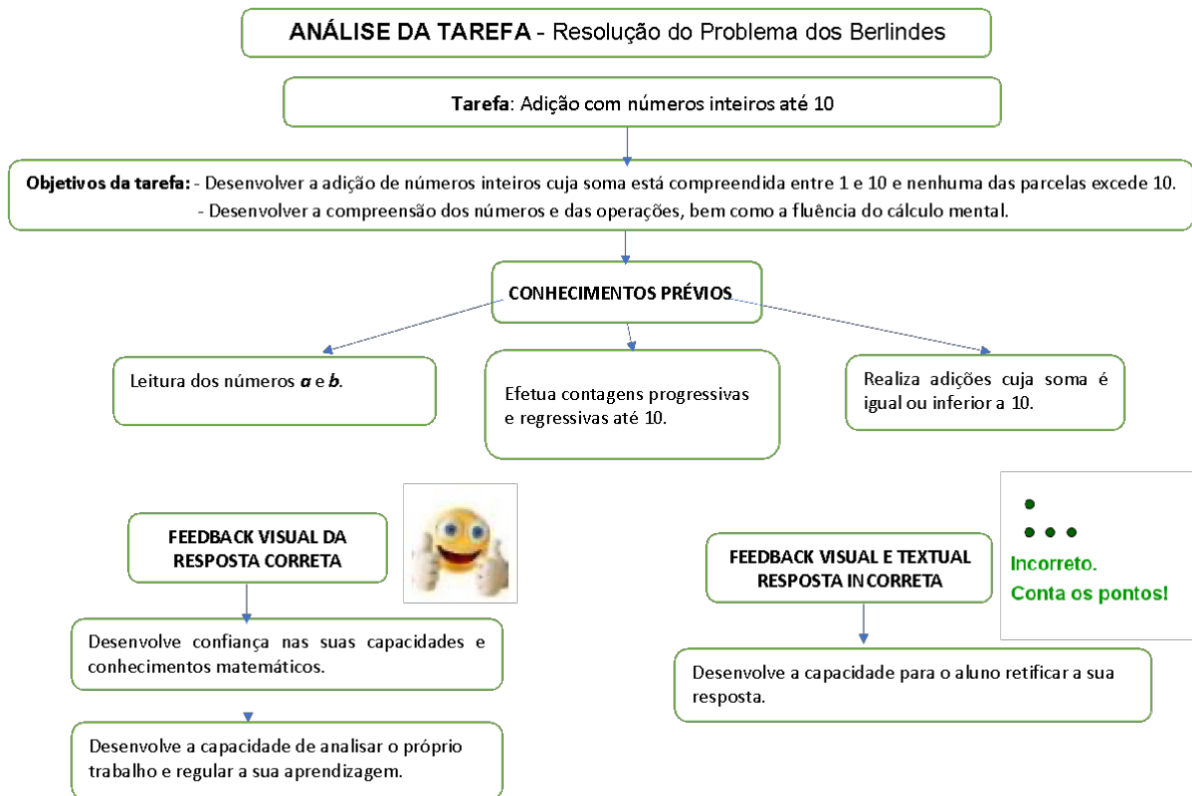 ANÁLISE DA TAREFA - Resolução do Problema dos Berlindes
Tarefa: Adição com números inteiros até 10
Objetivos da tarefa: - Desenvolver a adição de números inteiros cuja soma está compreendida entre 1 e 10 e nenhuma das parcelas excede 10.
- Desenvolver a compreensão dos números e das operações, bem como a fluência do cálculo mental.
CONHECIMENTOS PRÉVIOS
Leitura dos números a e b.
Efetua contagens progressivas
e regressivas até 10.
Realiza adições cuja soma é
igual ou inferior a 10.
FEEDBACK VISUAL DA
RESPOSTA CORRETA
Desenvolve confiança nas suas capacidades e
conhecimentos matemáticos.
Desenvolve a capacidade de analisar o próprio
trabalho e regular a sua aprendizagem.
FEEDBACK VISUAL E TEXTUAL
RESPOSTA INCORRETA
Incorreto.
Conta os pontos!
Desenvolve a capacidade para o aluno retificar a sua
resposta.